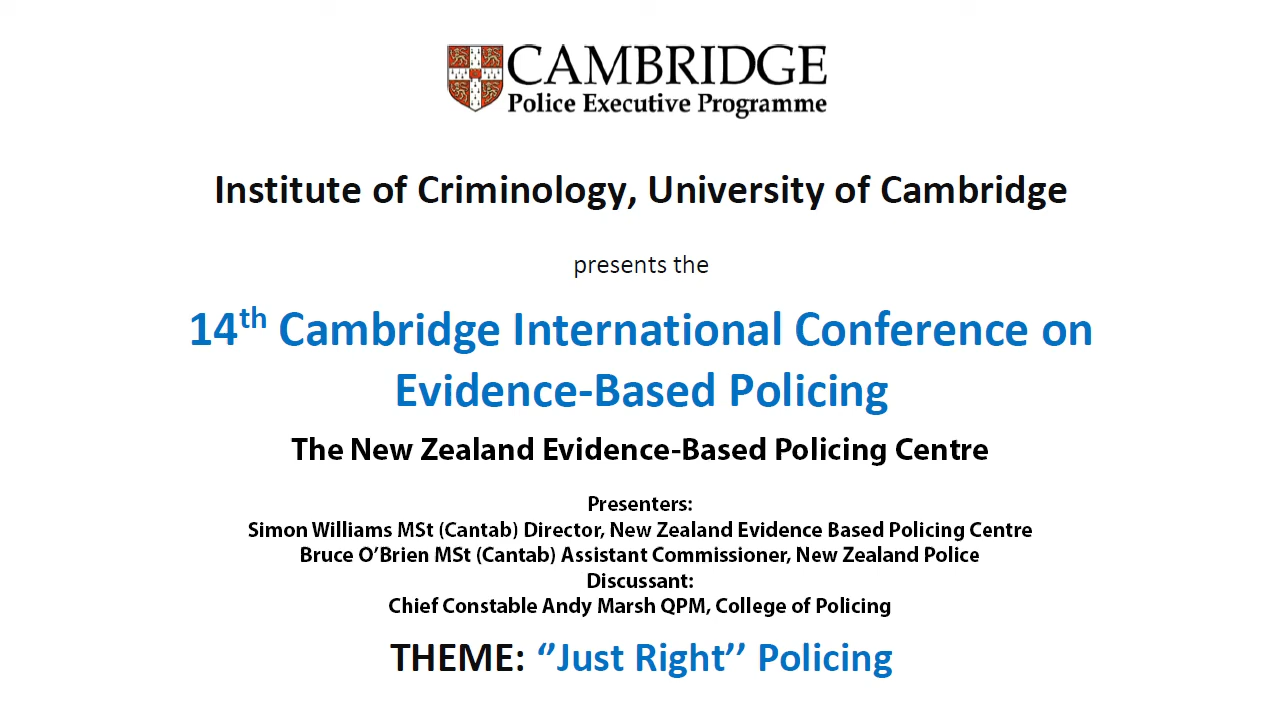 CAMBRIDGE
Police Executive Programme
Institute of Criminology, University of Cambridge
presents the
14th Cambridge International Conference on
Evidence-Based Policing
The New Zealand Evidence-Based Policing Centre
Presenters:
Simon Williams MSt (Cantab) Director, New Zealand Evidence Based Policing Centre
Bruce O’Brien MSt (Cantab) Assistant Commissioner, New Zealand Police
Discussant:
Chief Constable Andy Marsh QPM, College of Policing
THEME: “Just Right’’ Policing